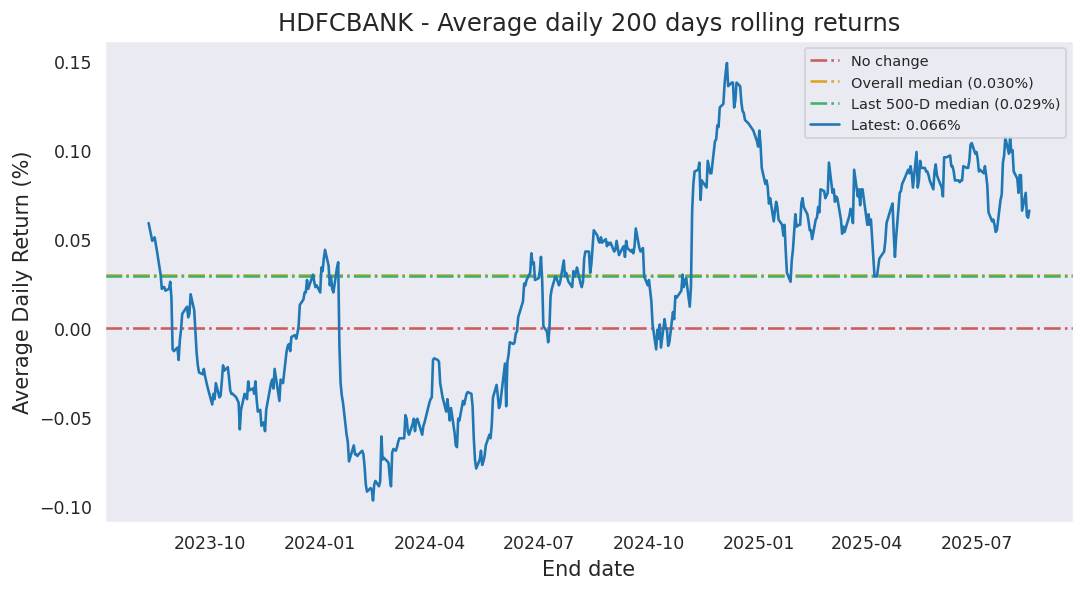 HDFCBANK - Average daily 200 days rolling returns
No change
Overall median (0.030%)
Last 500-D median (0.029%)
Latest: 0.066%
Average Daily Return (%)
0.15
0.10
0.05
0.00
−0.05
−0.10
2023-10 2024-01 2024-04 2024-07 2024-10 2025-01 2025-04 2025-07
End date